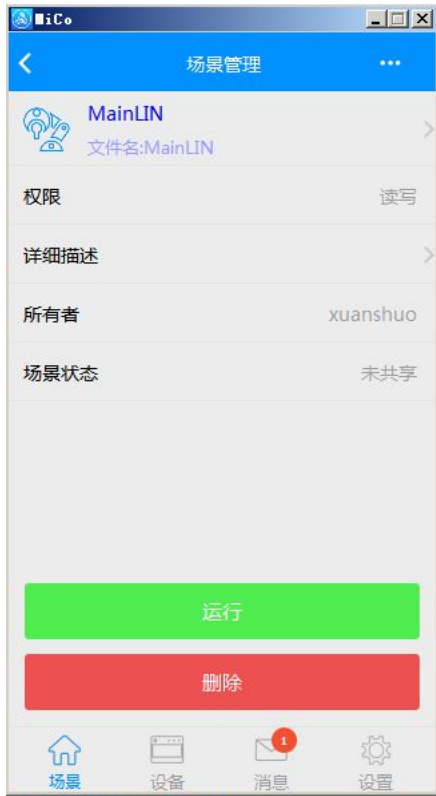 MiCo
场景管理
MainLIN
文件名:MainLIN
权限 读写
详细描述
所有者 xuanshuo
场景状态 未共享
运行
删除
1
场景 设备 消息 设置